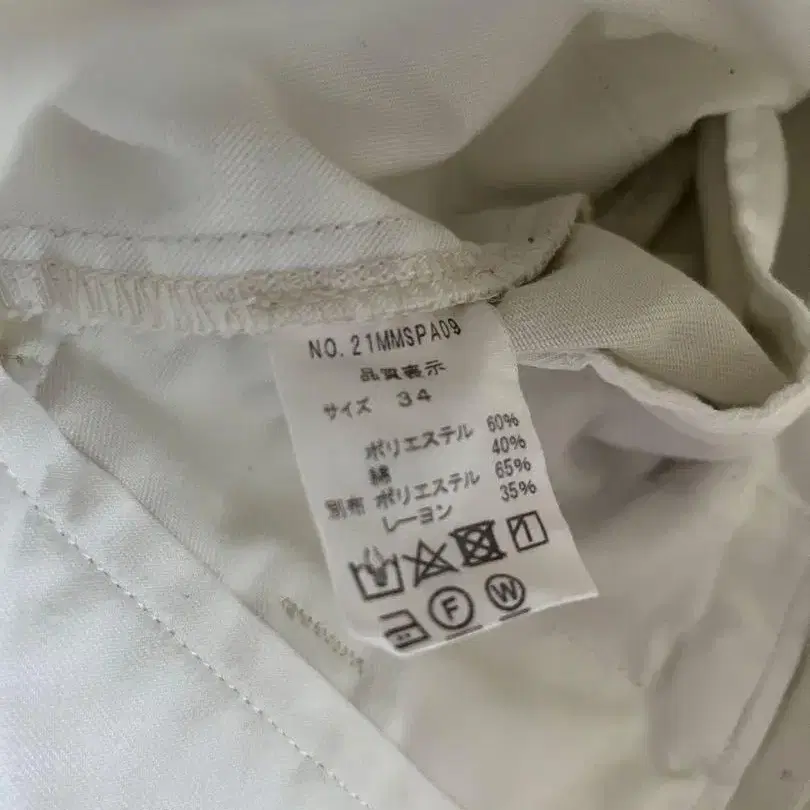 NO. 21MMSPA09
品質表示
サイズ 34
ポリエステル 60%
綿 40%
別布 ポリエステル 65%
レーヨン 35%
F W